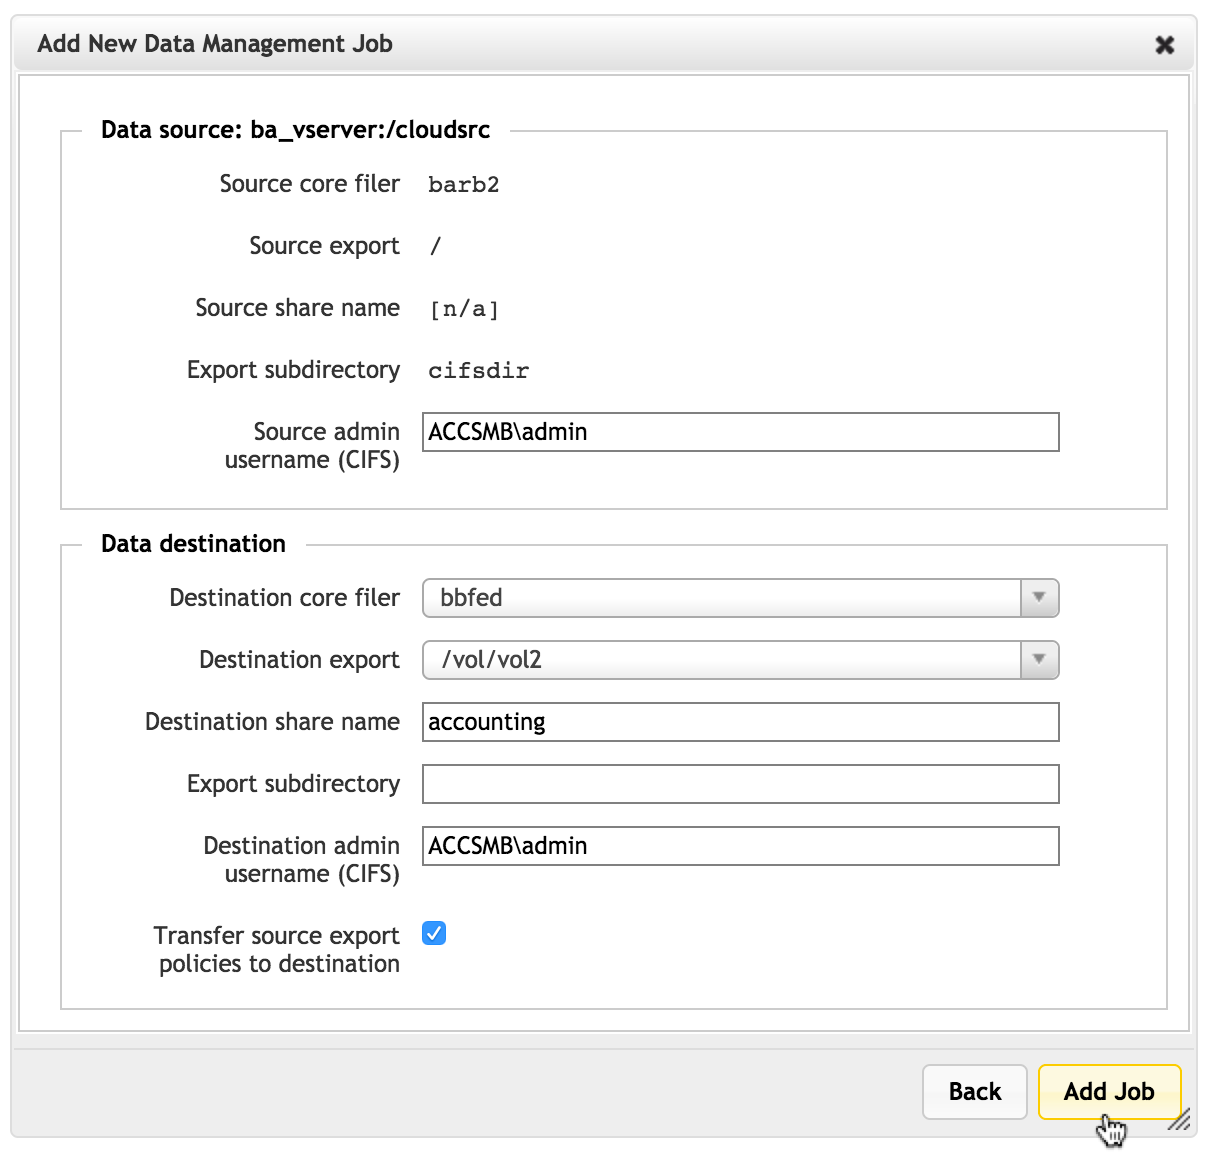 Add New Data Management Job
Data source: ba_vserver:/cloudsrc
Source core filer barb2
Source export /
Source share name [n/a]
Export subdirectory cifsdir
Source admin ACCSMB\admin
username (CIFS)
Data destination
Destination core filer bbfed
Destination export /vol/vol2
Destination share name accounting
Export subdirectory
Destination admin ACCSMB\admin
username (CIFS)
Transfer source export
policies to destination
Back Add Job